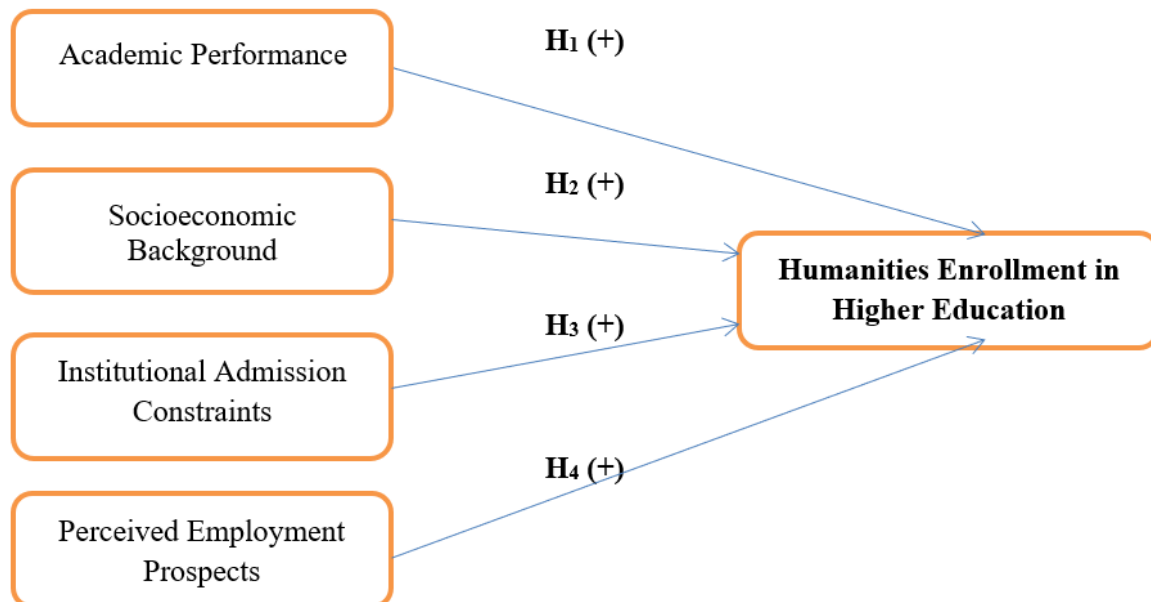 Academic Performance
H₁ (+)
Socioeconomic
Background
H₂ (+)
Humanities Enrollment in
Higher Education
Institutional Admission
Constraints
H₃ (+)
Perceived Employment
Prospects
H₄ (+)